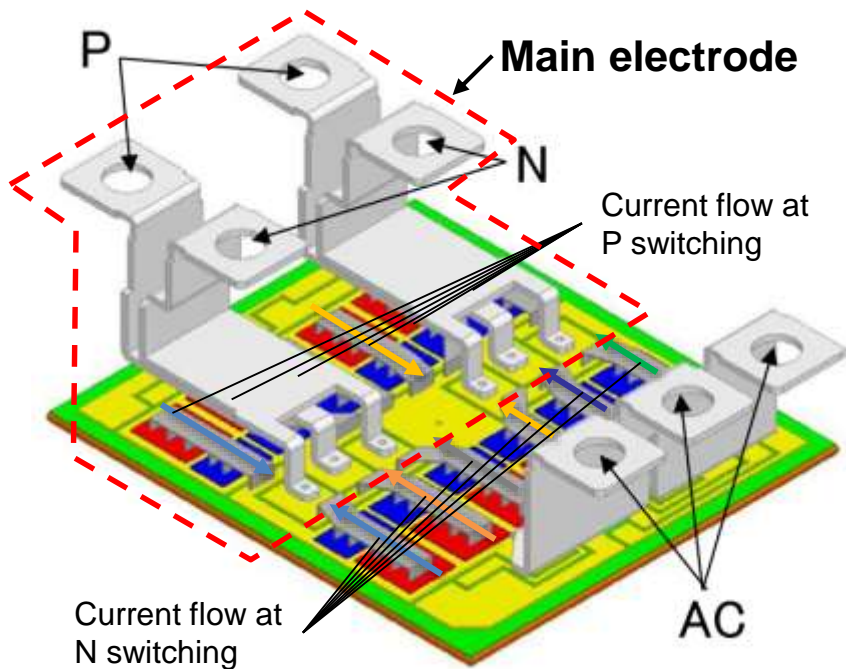 P
Main electrode
N
Current flow at
P switching
Current flow at
N switching
AC